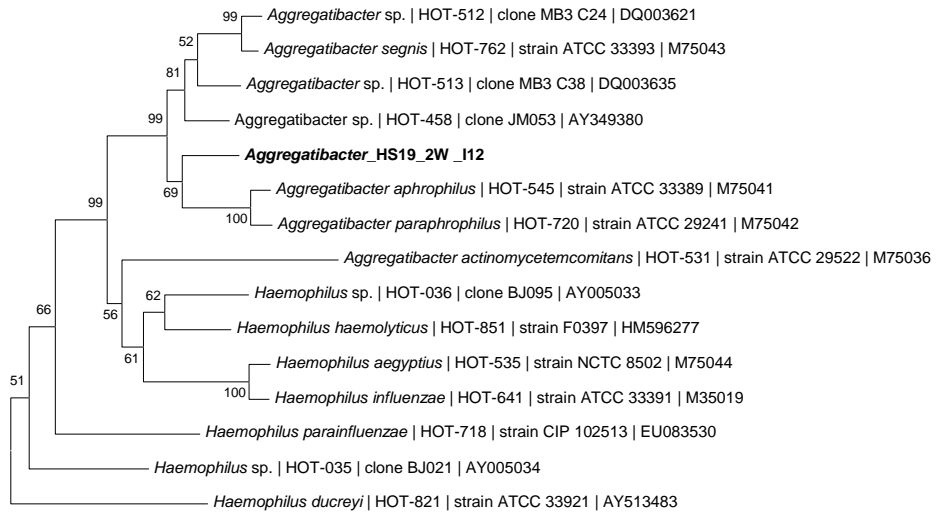 99
Aggregatibacter sp. | HOT-512 | clone MB3 C24 | DQ003621
52
Aggregatibacter segnis | HOT-762 | strain ATCC 33393 | M75043
81
Aggregatibacter sp. | HOT-513 | clone MB3 C38 | DQ003635
99
Aggregatibacter sp. | HOT-458 | clone JM053 | AY349380
Aggregatibacter_HS19_2W _I12
69
Aggregatibacter aphrophilus | HOT-545 | strain ATCC 33389 | M75041
99
100
Aggregatibacter paraphrophilus | HOT-720 | strain ATCC 29241 | M75042
Aggregatibacter actinomycetemcomitans | HOT-531 | strain ATCC 29522 | M75036
62
Haemophilus sp. | HOT-036 | clone BJ095 | AY005033
66
56
Haemophilus haemolyticus | HOT-851 | strain F0397 | HM596277
61
Haemophilus aegyptius | HOT-535 | strain NCTC 8502 | M75044
51
100
Haemophilus influenzae | HOT-641 | strain ATCC 33391 | M35019
Haemophilus parainfluenzae | HOT-718 | strain CIP 102513 | EU083530
Haemophilus sp. | HOT-035 | clone BJ021 | AY005034
Haemophilus ducreyi | HOT-821 | strain ATCC 33921 | AY513483